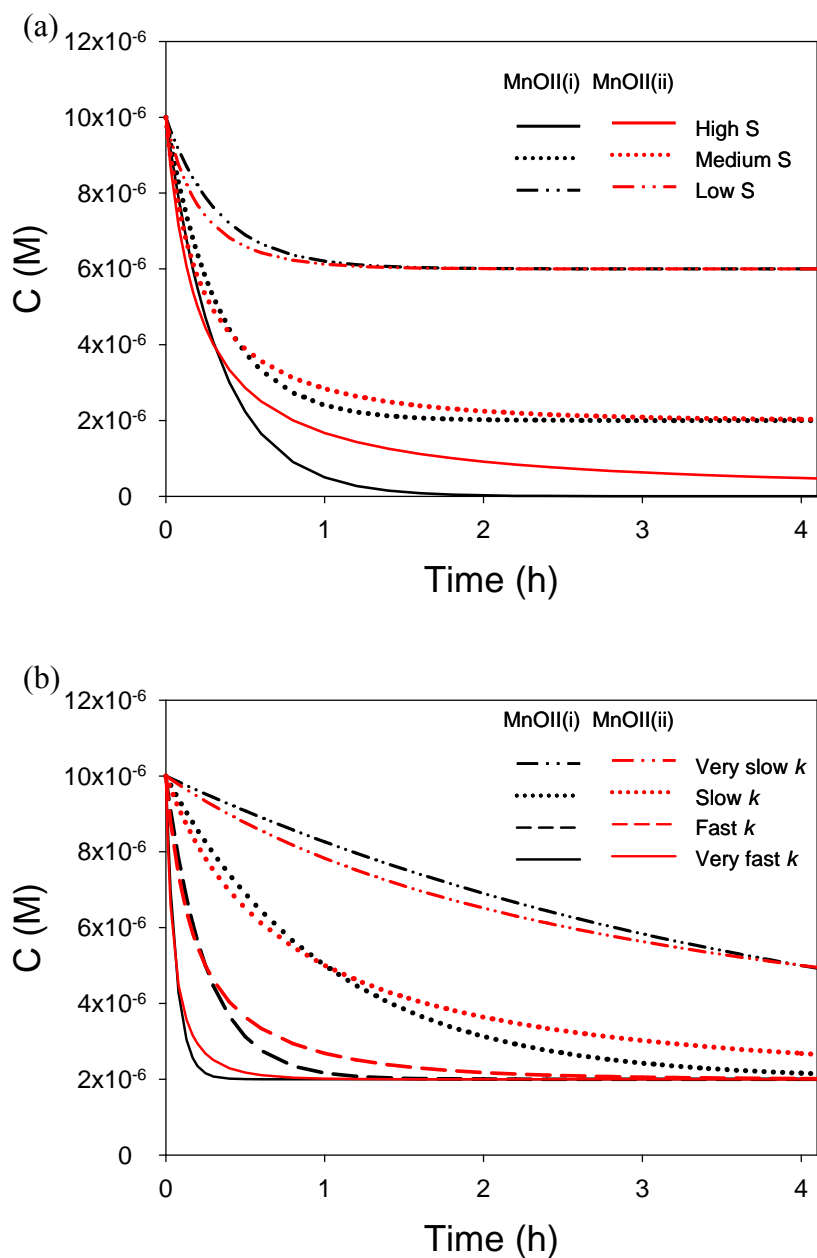 (a)
12x10-6
10x10-6
8x10-6
6x10-6
4x10-6
2x10-6
0
C (M)
MnOII(i) MnOII(ii)
High S
Medium S
Low S
0 1 2 3 4
Time (h)
(b)
12x10-6
10x10-6
8x10-6
6x10-6
4x10-6
2x10-6
0
C (M)
MnOII(i) MnOII(ii)
Very slow k
Slow k
Fast k
Very fast k
0 1 2 3 4
Time (h)